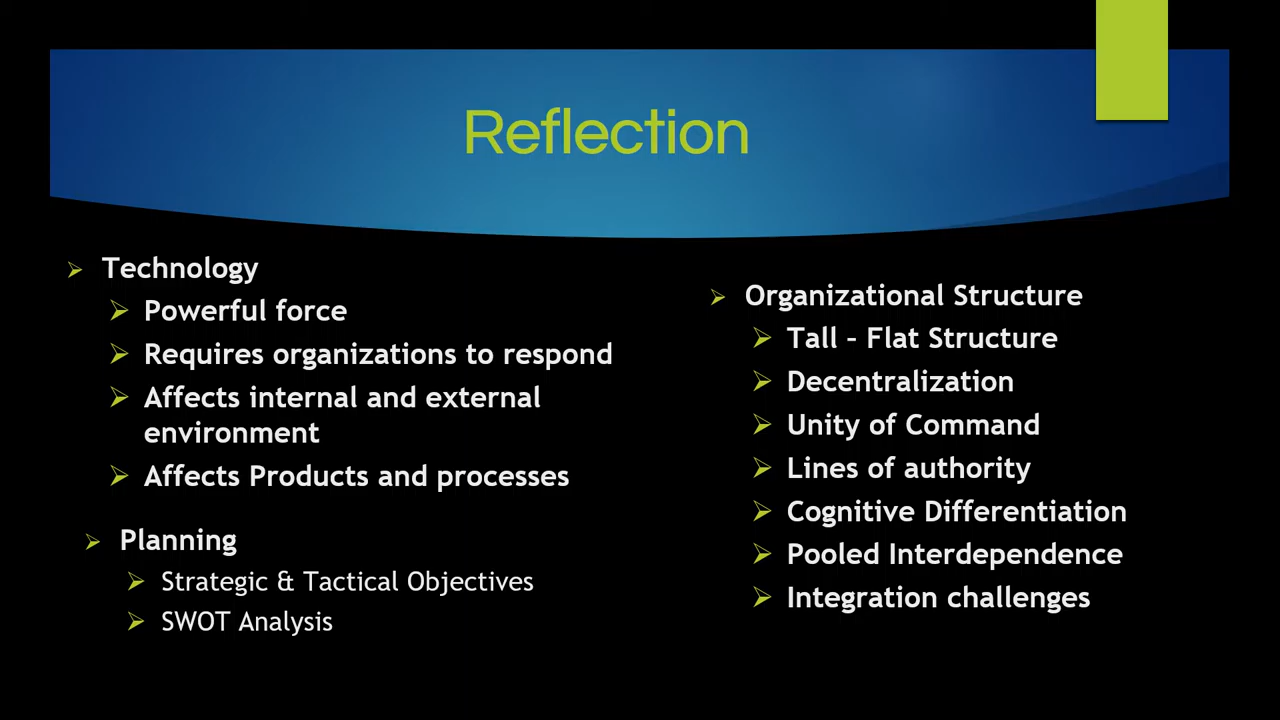 Reflection
Technology
Powerful force
Requires organizations to respond
Affects internal and external
environment
Affects Products and processes
Planning
Strategic & Tactical Objectives
SWOT Analysis
Organizational Structure
Tall – Flat Structure
Decentralization
Unity of Command
Lines of authority
Cognitive Differentiation
Pooled Interdependence
Integration challenges